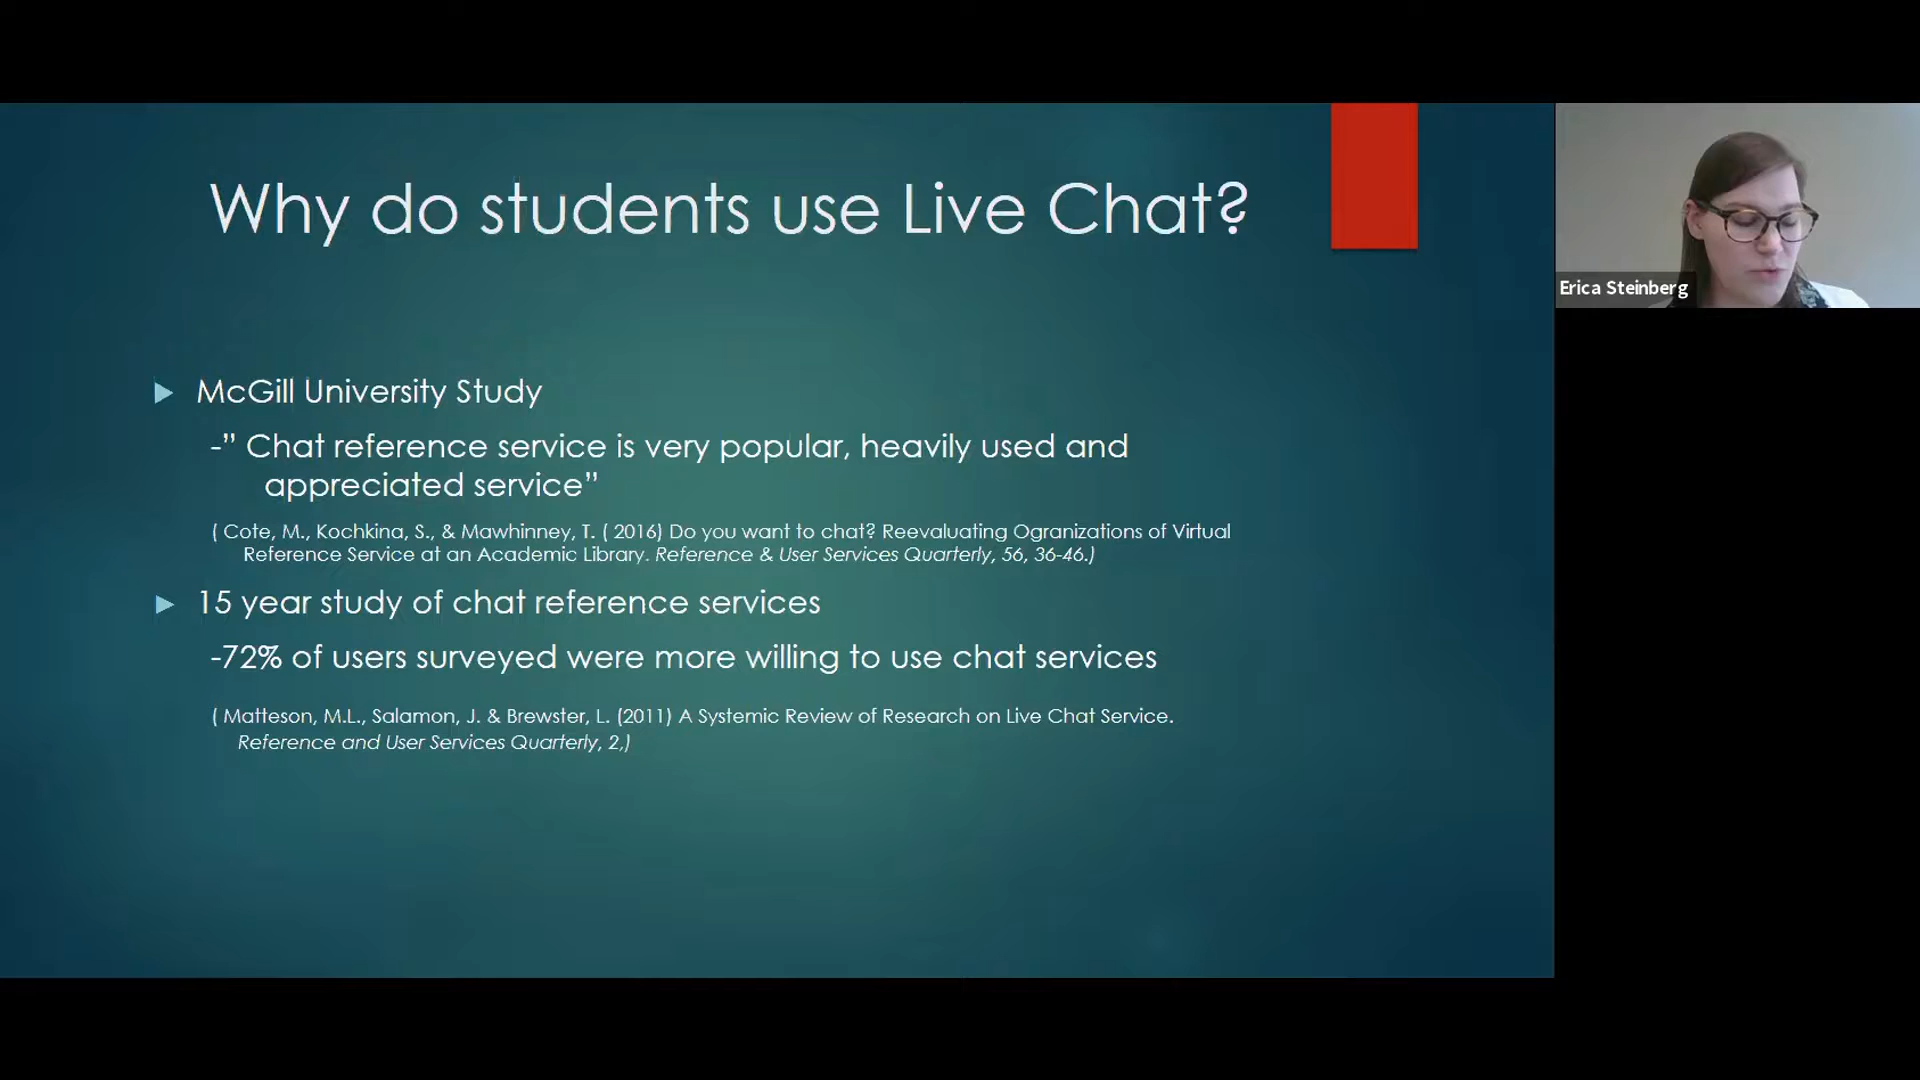 Why do students use Live Chat?
Erica Steinberg
McGill University Study
-” Chat reference service is very popular, heavily used and
appreciated service”
( Cote, M., Kochkina, S., & Mawhinney, T. ( 2016) Do you want to chat? Reevaluating Ogranizations of Virtual
Reference Service at an Academic Library. Reference & User Services Quarterly, 56, 36-46.)
15 year study of chat reference services
-72% of users surveyed were more willing to use chat services
( Matteson, M.L., Salamon, J. & Brewster, L. (2011) A Systemic Review of Research on Live Chat Service.
Reference and User Services Quarterly, 2,)